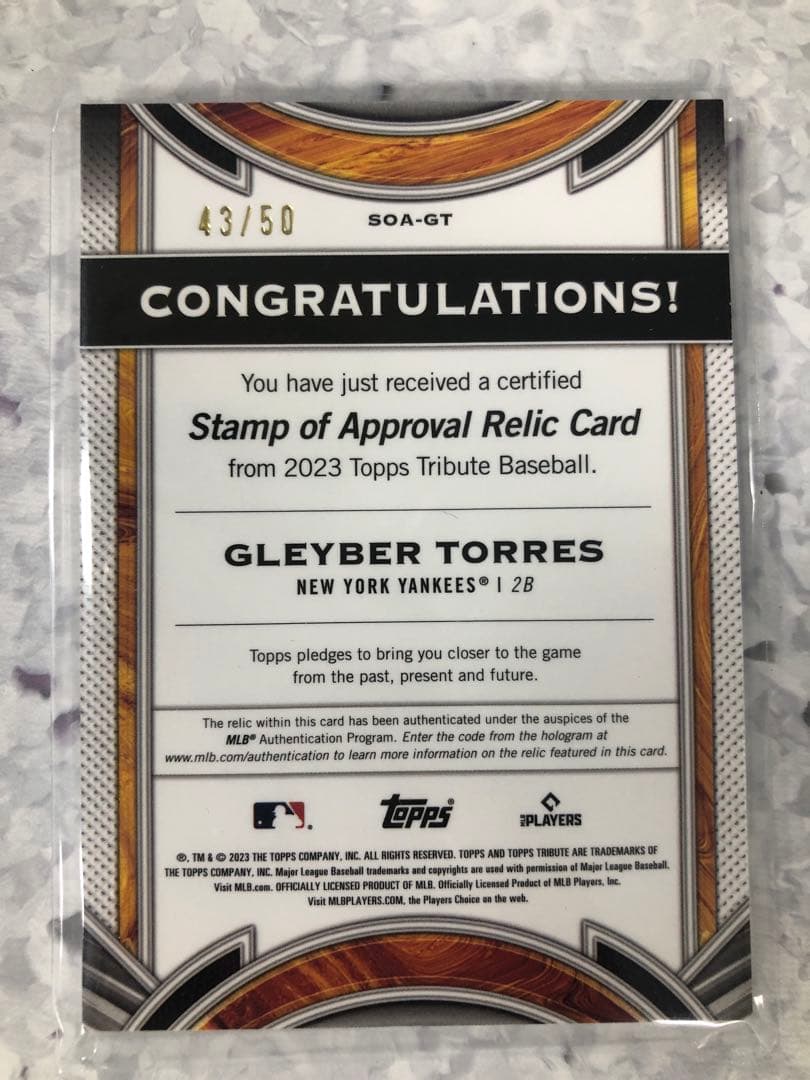 43/50 SOA-GT
CONGRATULATIONS!
You have just received a certified
Stamp of Approval Relic Card
from 2023 Topps Tribute Baseball.
GLEYBER TORRES
NEW YORK YANKEES® | 2B
Topps pledges to bring you closer to the game
from the past, present and future.
The relic within this card has been authenticated under the auspices of the
MLB® Authentication Program. Enter the code from the hologram at
www.mlb.com/authentication to learn more information on the relic featured in this card.
topps® MLB PLAYERS
®, TM & © 2023 THE TOPPS COMPANY, INC. ALL RIGHTS RESERVED. TOPPS AND TOPPS TRIBUTE ARE TRADEMARKS OF
THE TOPPS COMPANY, INC. Major League Baseball trademarks and copyrights are used with permission of Major League Baseball.
Visit MLB.com. OFFICIALLY LICENSED PRODUCT OF MLB. Officially Licensed Product of MLB Players, Inc.
Visit MLBPLAYERS.COM, the Players Choice on the web.